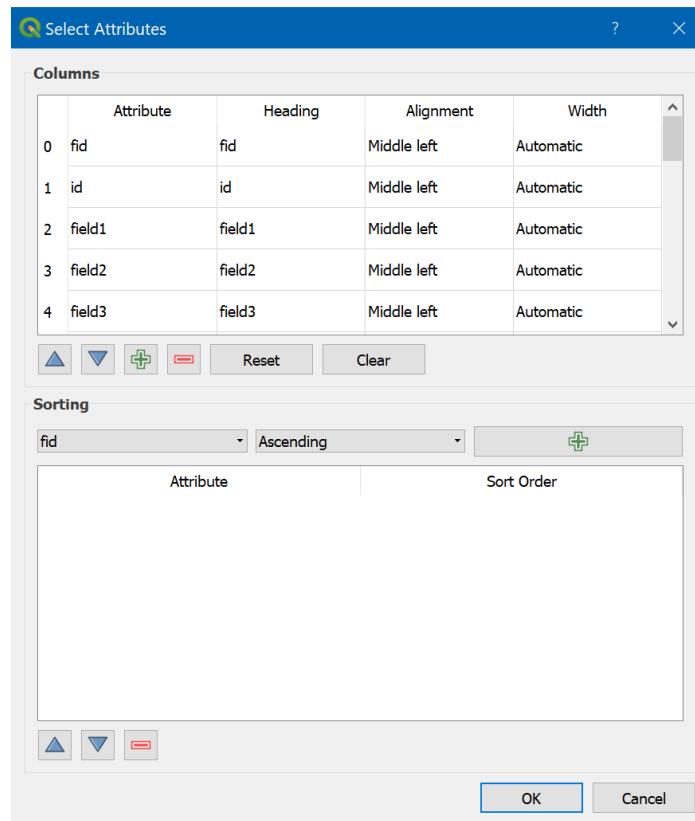 Select Attributes ?
Columns
Attribute Heading Alignment Width
0 fid fid Middle left Automatic
1 id id Middle left Automatic
2 field1 field1 Middle left Automatic
3 field2 field2 Middle left Automatic
4 field3 field3 Middle left Automatic
Reset Clear
Sorting
fid Ascending
Attribute Sort Order
OK Cancel